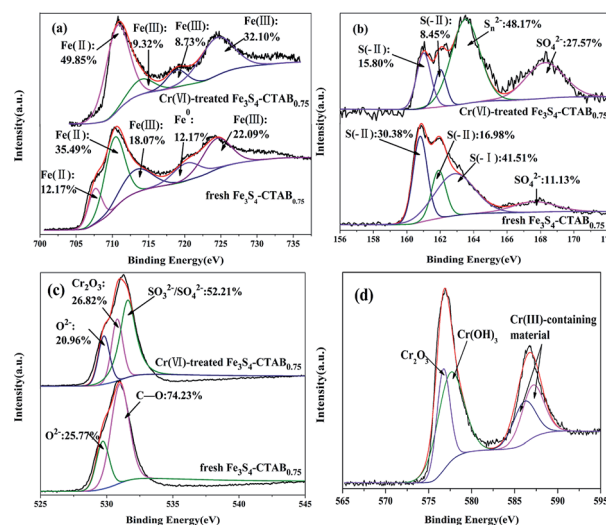 (a)
Fe(III): Fe(III): Fe(III):
Fe(II): 9.32% 8.73% 32.10%
49.85%
Cr(VI)-treated Fe3S4-CTAB0.75
Fe0: Fe(III):
Fe(II): Fe(III): 12.17% 22.09%
35.49% 18.07%
Fe(II):
12.17%
fresh Fe3S4-CTAB0.75
Intensity(a.u.)
700 705 710 715 720 725 730 735
Binding Energy(eV)
(b)
S(-II): Sn2-:48.17%
8.45%
S(-II): SO42-:27.57%
15.80%
Cr(VI)-treated Fe3S4-CTAB0.75
S(-II):30.38% S(-II):16.98%
S(-I):41.51%
SO42-:11.13%
fresh Fe3S4-CTAB0.75
Intensity(a.u.)
156 158 160 162 164 166 168 170 172
Binding Energy(eV)
(c)
Cr2O3: SO32-/SO42-:52.21%
26.82%
O2-:
20.96%
Cr(VI)-treated Fe3S4-CTAB0.75
C—O:74.23%
O2-:25.77%
fresh Fe3S4-CTAB0.75
Intensity(a.u.)
525 530 535 540 545
Binding Energy(eV)
(d)
Cr(OH)3 Cr(III)-containing
Cr2O3 material
Intensity(a.u.)
565 570 575 580 585 590 595
Binding Energy(eV)